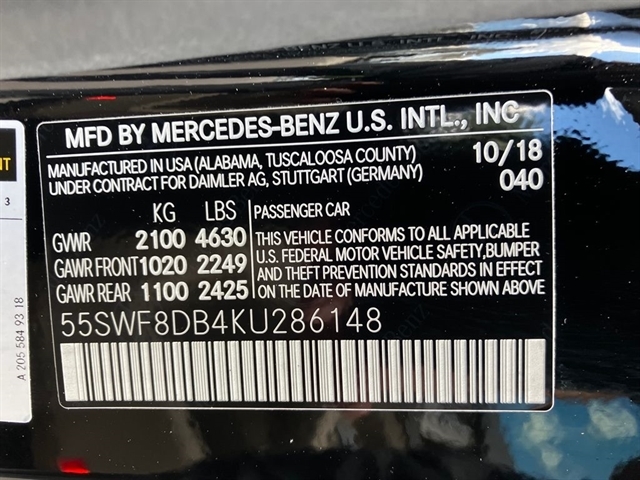 MFD BY MERCEDES-BENZ U.S. INTL., INC
MANUFACTURED IN USA (ALABAMA, TUSCALOOSA COUNTY) 10/18
UNDER CONTRACT FOR DAIMLER AG, STUTTGART (GERMANY) 040
KG LBS PASSENGER CAR
GVWR 2100 4630 THIS VEHICLE CONFORMS TO ALL APPLICABLE
GAWR FRONT 1020 2249 U.S. FEDERAL MOTOR VEHICLE SAFETY, BUMPER
AND THEFT PREVENTION STANDARDS IN EFFECT
GAWR REAR 1100 2425 ON THE DATE OF MANUFACTURE SHOWN ABOVE
55SWF8DB4KU286148
3
A 205 584 93 18